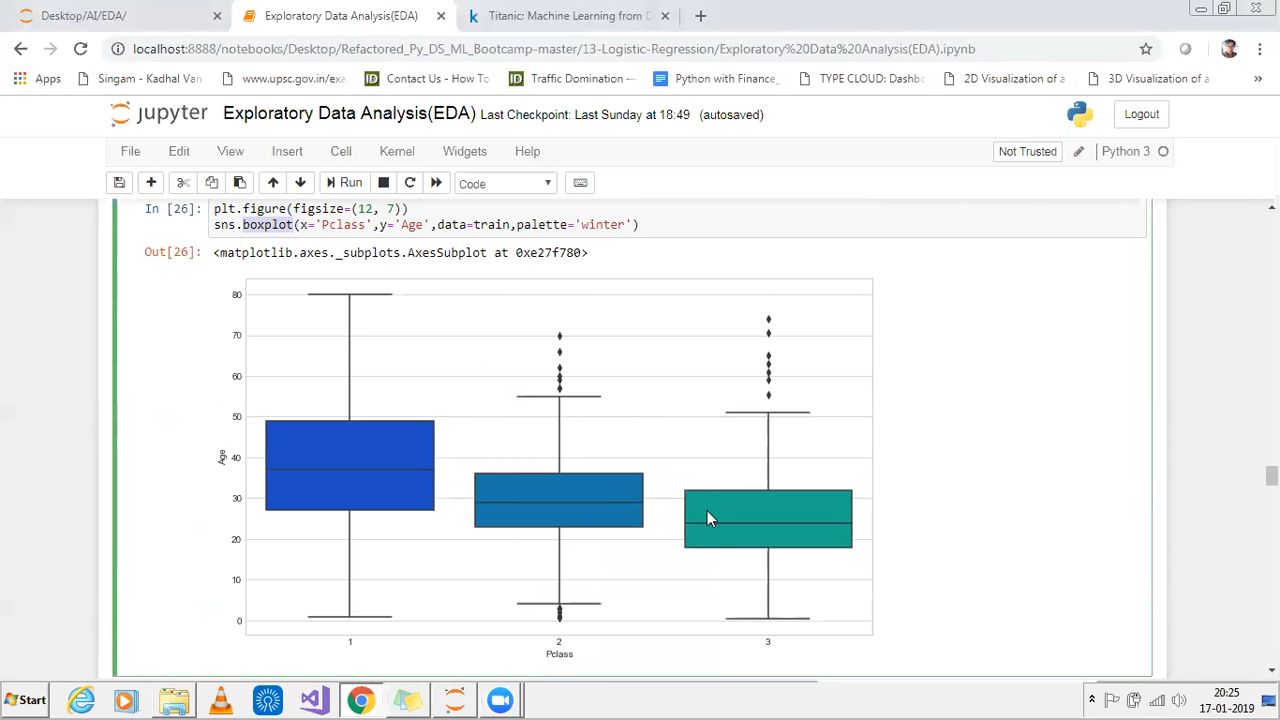 Desktop/AI/EDA/
Exploratory Data Analysis(EDA)
Titanic: Machine Learning from D
localhost:8888/notebooks/Desktop/Refactored_Py_DS_ML_Bootcamp-master/13-Logistic-Regression/Exploratory%20Data%20Analysis(EDA).ipynb
Apps
Singam - Kadhal Van
www.upsc.gov.in/exa
Contact Us - How To
Traffic Domination —
Python with Finance_
TYPE CLOUD: Dashbo
2D Visualization of a
3D Visualization of a
»
jupyter Exploratory Data Analysis(EDA) Last Checkpoint: Last Sunday at 18:49 (autosaved)
Logout
File Edit View Insert Cell Kernel Widgets Help
Not Trusted
Python 3
Run
Code
In [26]: plt.figure(figsize=(12, 7))
sns.boxplot(x='Pclass',y='Age',data=train,palette='winter')
Out[26]: <matplotlib.axes._subplots.AxesSubplot at 0xe27f780>
80
70
60
50
40
30
20
10
0
Age
1 2 3
Pclass
Start
20:25
17-01-2019